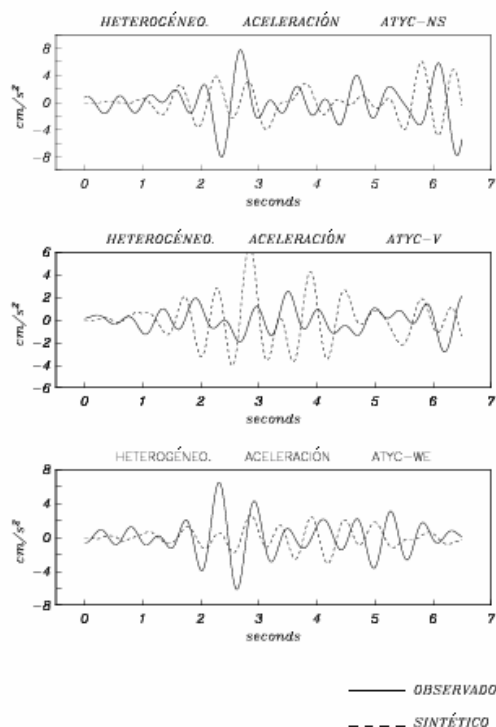 HETEROGÉNEO. ACELERACIÓN ATYC-NS
8
4
0
-4
-8
cm/s²
0 1 2 3 4 5 6 7
seconds
HETEROGÉNEO. ACELERACIÓN ATYC-V
6
4
2
0
-2
-4
-6
cm/s²
0 1 2 3 4 5 6 7
seconds
HETEROGÉNEO. ACELERACIÓN ATYC-WE
8
4
0
-4
-8
cm/s²
0 1 2 3 4 5 6 7
seconds
OBSERVADO
SINTÉTICO